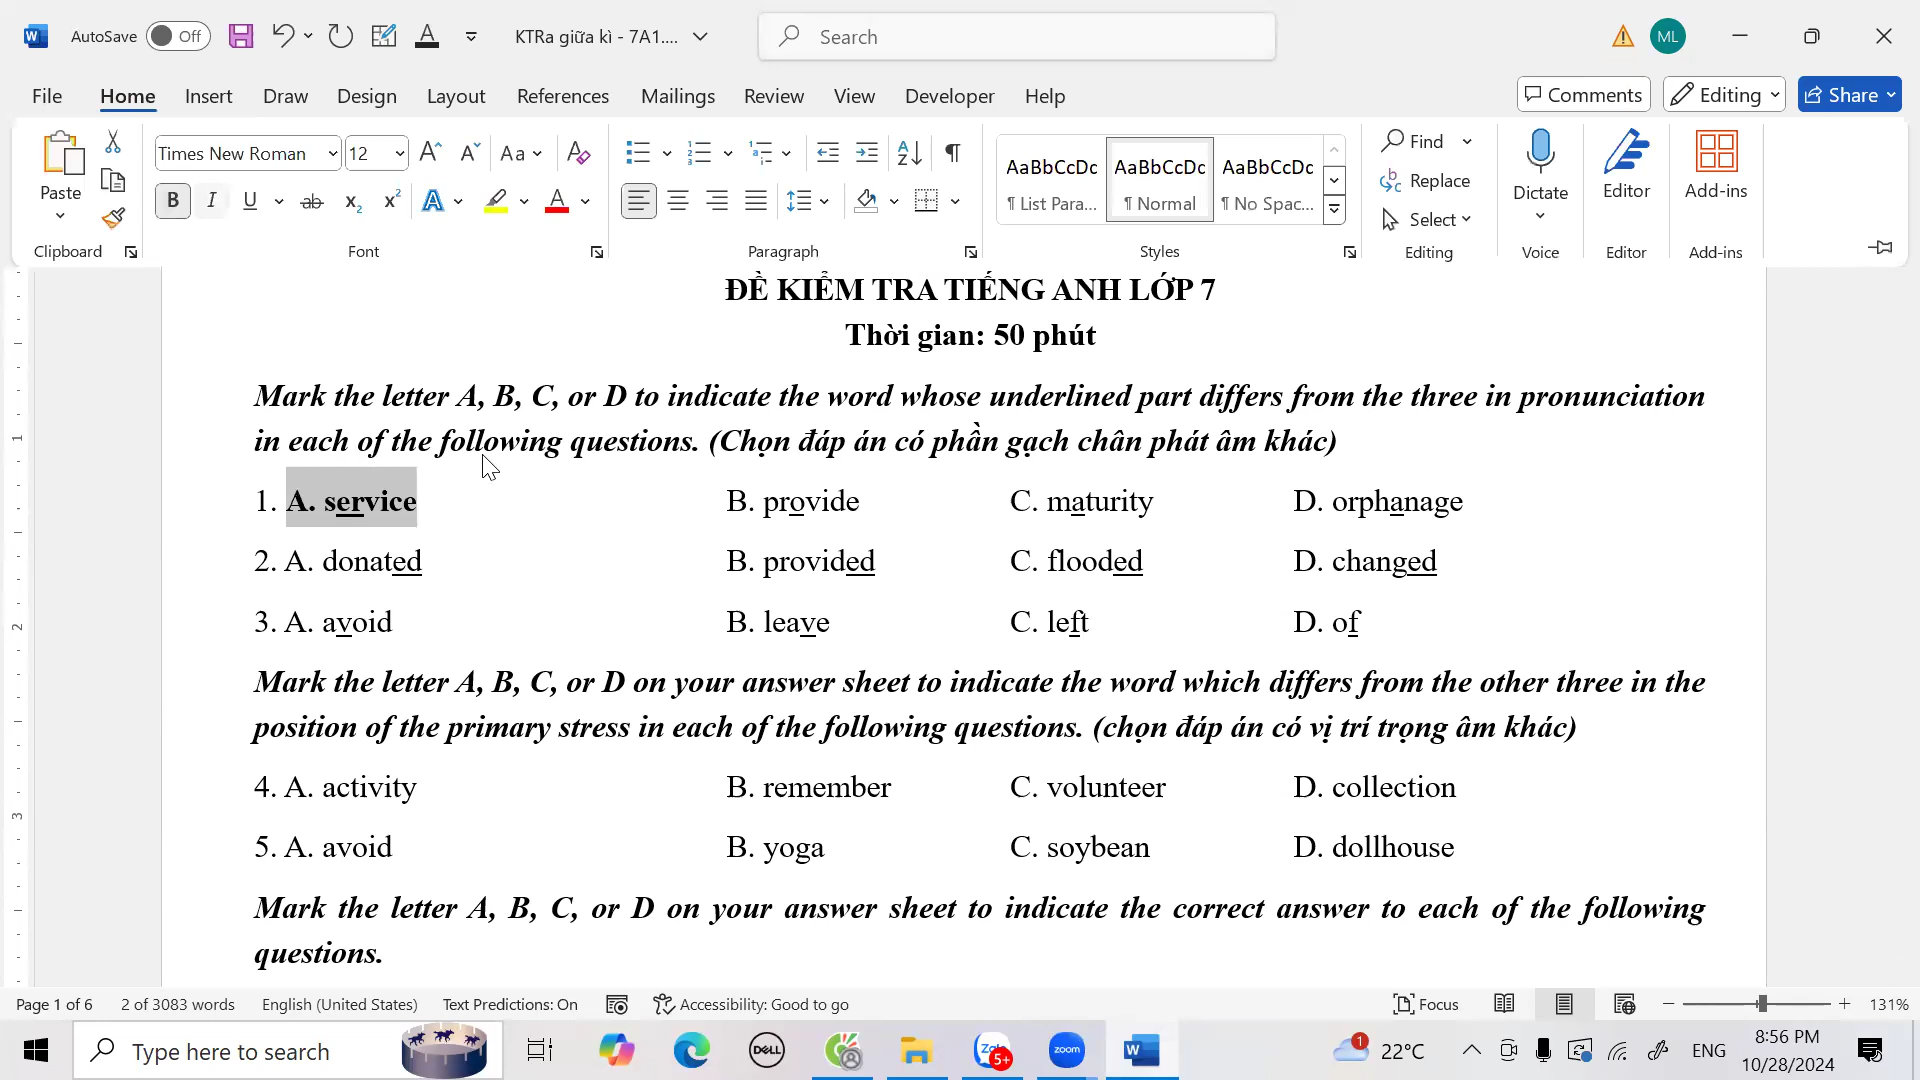 AutoSave Off KTRa giữa kì - 7A1.... Search ML
File Home Insert Draw Design Layout References Mailings Review View Developer Help Comments Editing Share
Times New Roman 12 AaBbCcDc AaBbCcDc AaBbCcDc Find
Paste ¶ List Para... ¶ Normal ¶ No Spac... Replace Dictate Editor Add-ins
Select
Clipboard Font Paragraph Styles Editing Voice Editor Add-ins
ĐỀ KIỂM TRA TIẾNG ANH LỚP 7
Thời gian: 50 phút
Mark the letter A, B, C, or D to indicate the word whose underlined part differs from the three in pronunciation
in each of the following questions. (Chọn đáp án có phần gạch chân phát âm khác)
1. A. service B. provide C. maturity D. orphanage
2. A. donated B. provided C. flooded D. changed
3. A. avoid B. leave C. left D. of
Mark the letter A, B, C, or D on your answer sheet to indicate the word which differs from the other three in the
position of the primary stress in each of the following questions. (chọn đáp án có vị trí trọng âm khác)
4. A. activity B. remember C. volunteer D. collection
5. A. avoid B. yoga C. soybean D. dollhouse
Mark the letter A, B, C, or D on your answer sheet to indicate the correct answer to each of the following
questions.
Page 1 of 6 2 of 3083 words English (United States) Text Predictions: On Accessibility: Good to go Focus 131%
Type here to search DELL Zalo 5+ zoom W 1 22°C ENG 8:56 PM
10/28/2024